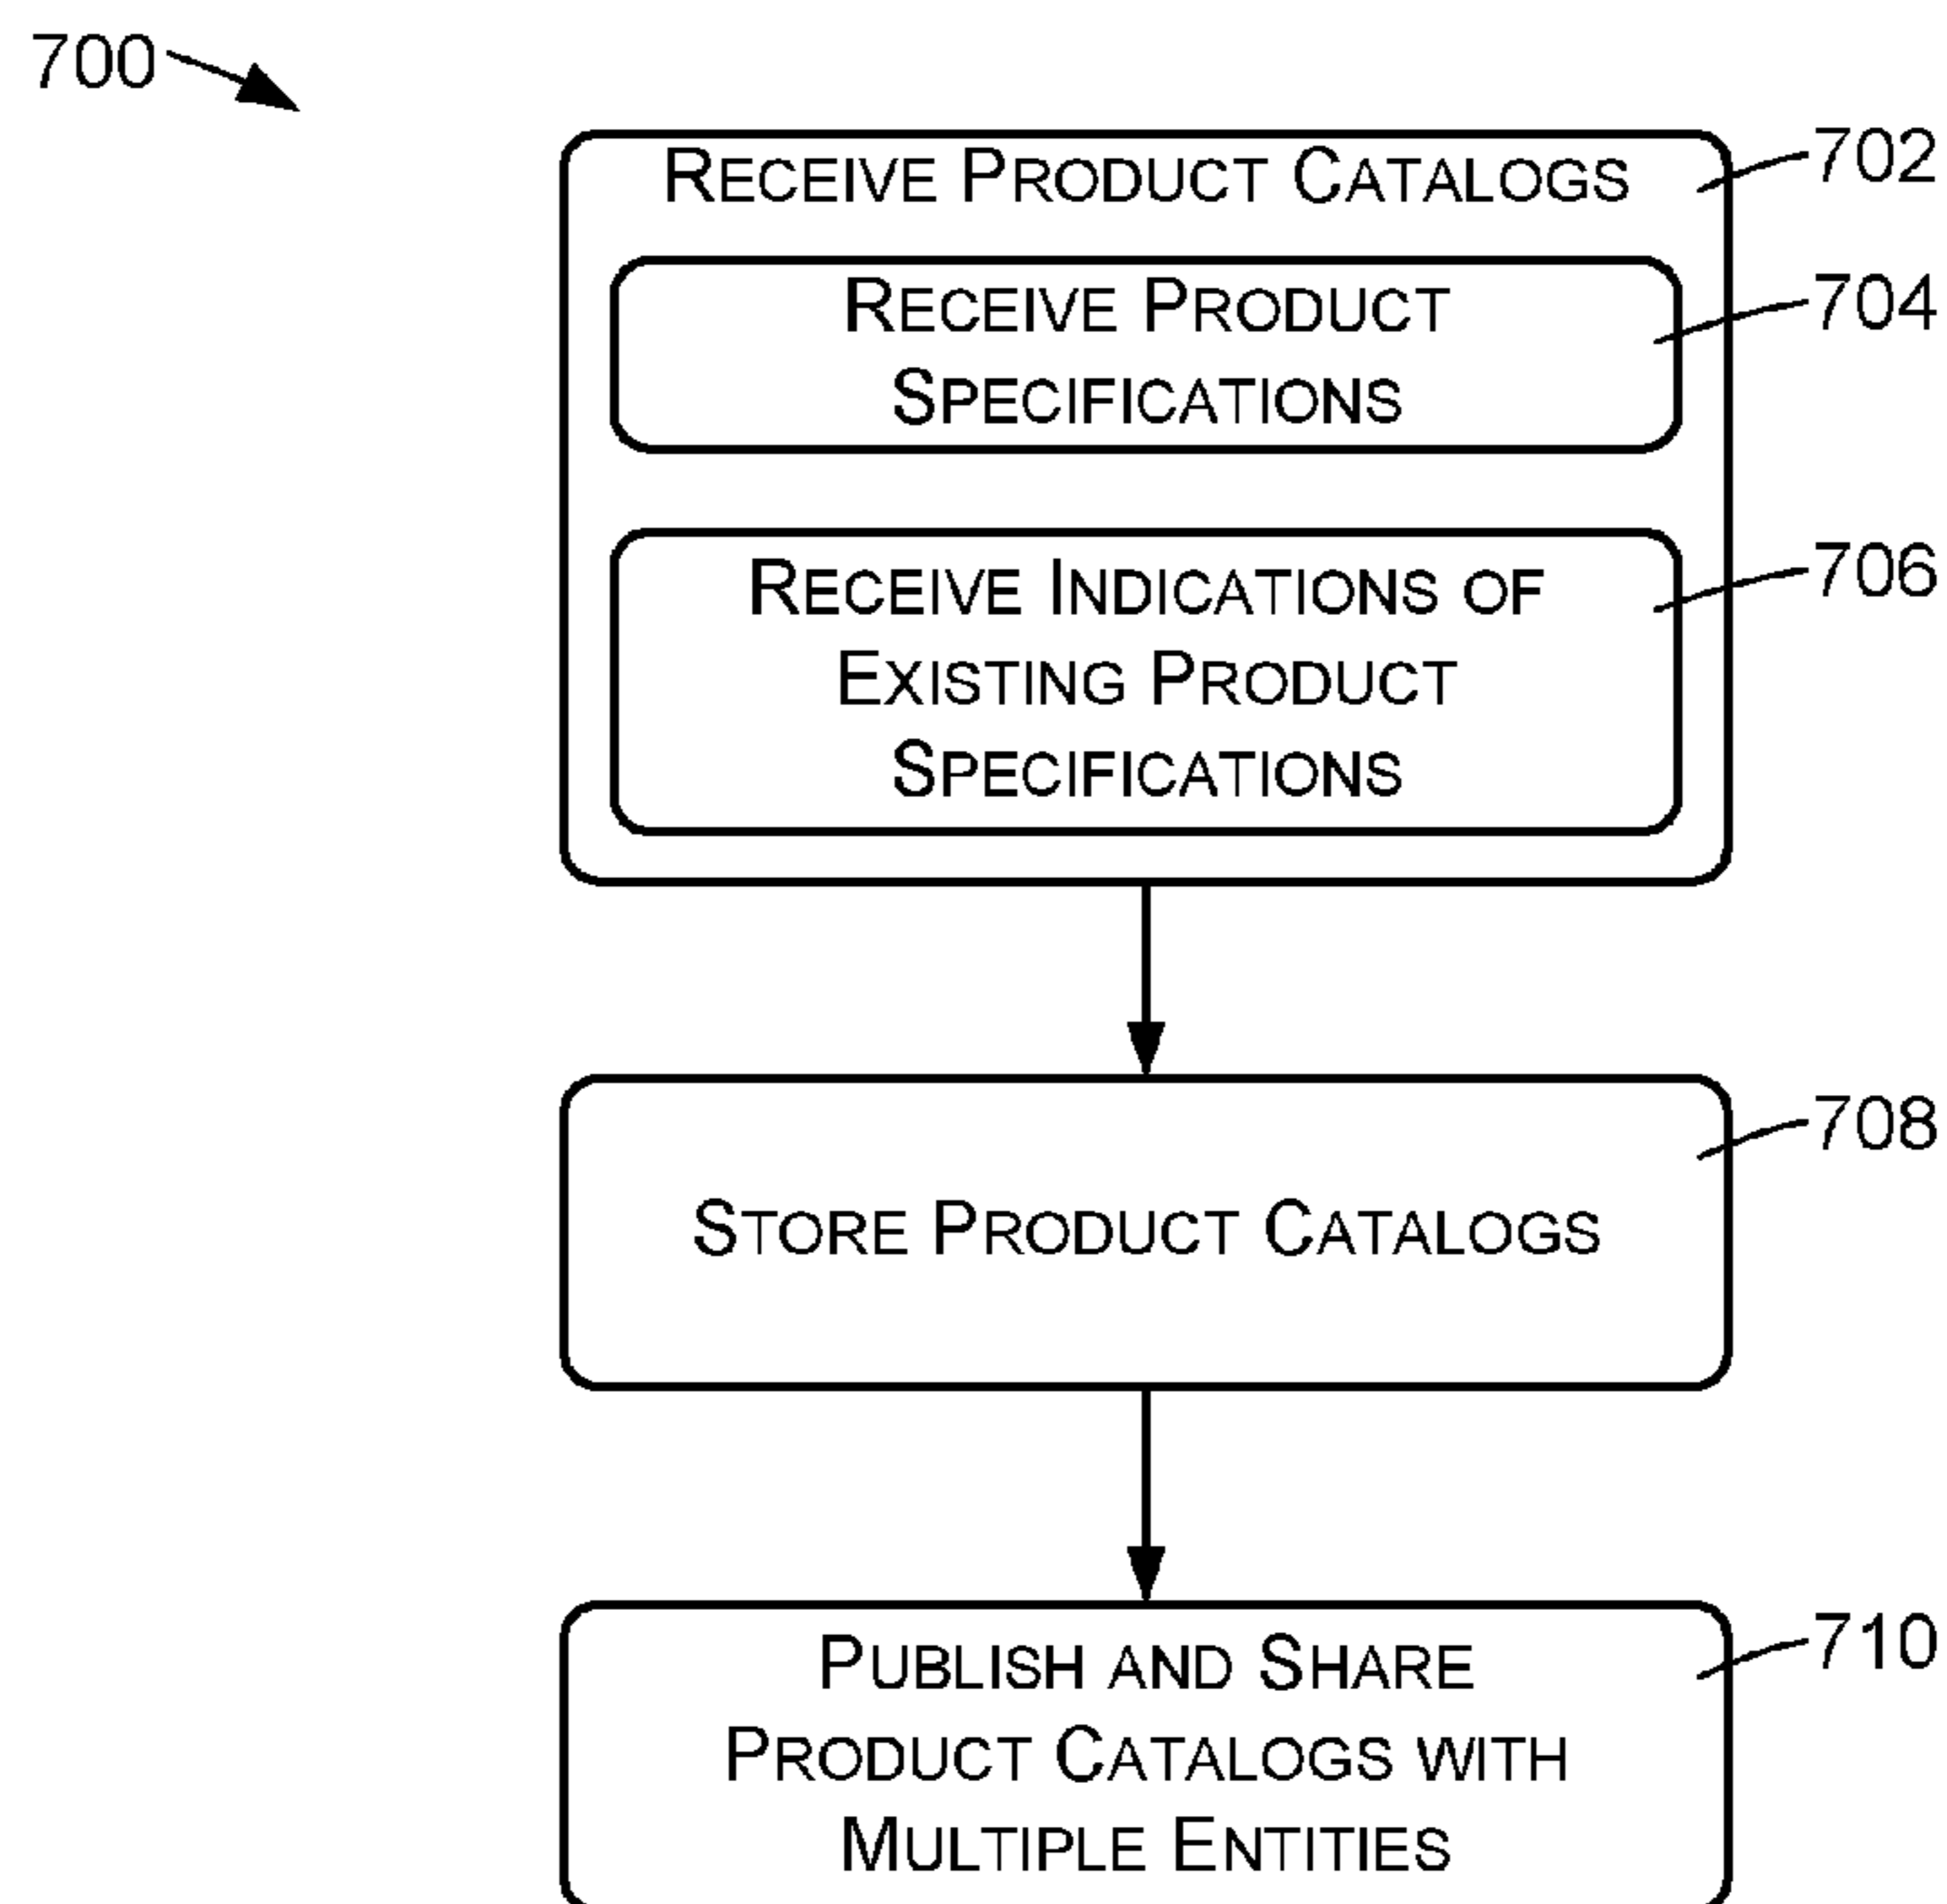 700
RECEIVE PRODUCT CATALOGS
702
RECEIVE PRODUCT
SPECIFICATIONS
704
RECEIVE INDICATIONS OF
EXISTING PRODUCT
SPECIFICATIONS
706
STORE PRODUCT CATALOGS
708
PUBLISH AND SHARE
PRODUCT CATALOGS WITH
MULTIPLE ENTITIES
710